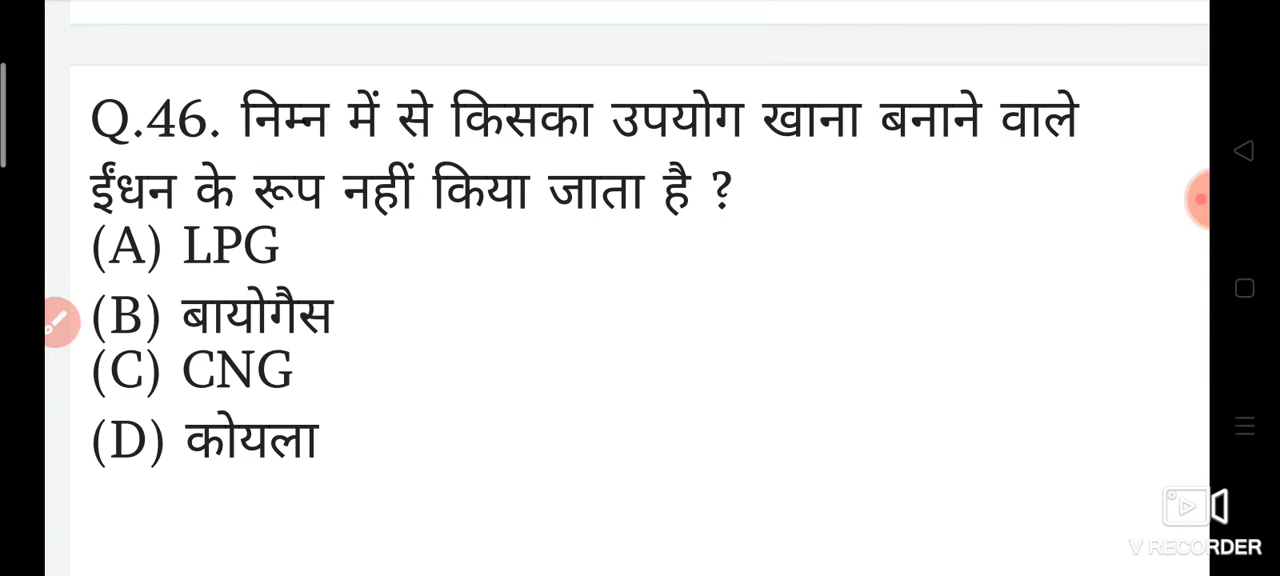 Q.46. निम्न में से किसका उपयोग खाना बनाने वाले
ईंधन के रूप नहीं किया जाता है ?
(A) LPG
(B) बायोगैस
(C) CNG
(D) कोयला
V RECORDER